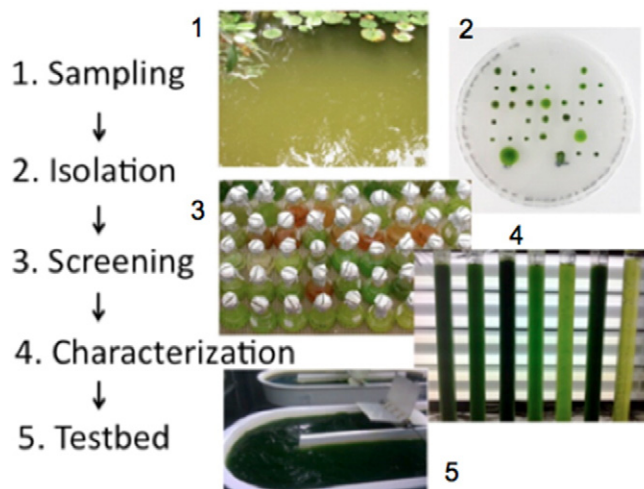 1. Sampling
2. Isolation
3. Screening
4. Characterization
5. Testbed
1
2
3
4
5